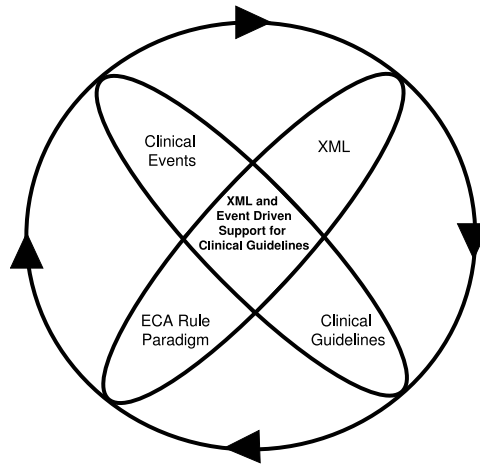 Clinical
Events
XML
XML and
Event Driven
Support for
Clinical Guidelines
ECA Rule
Paradigm
Clinical
Guidelines